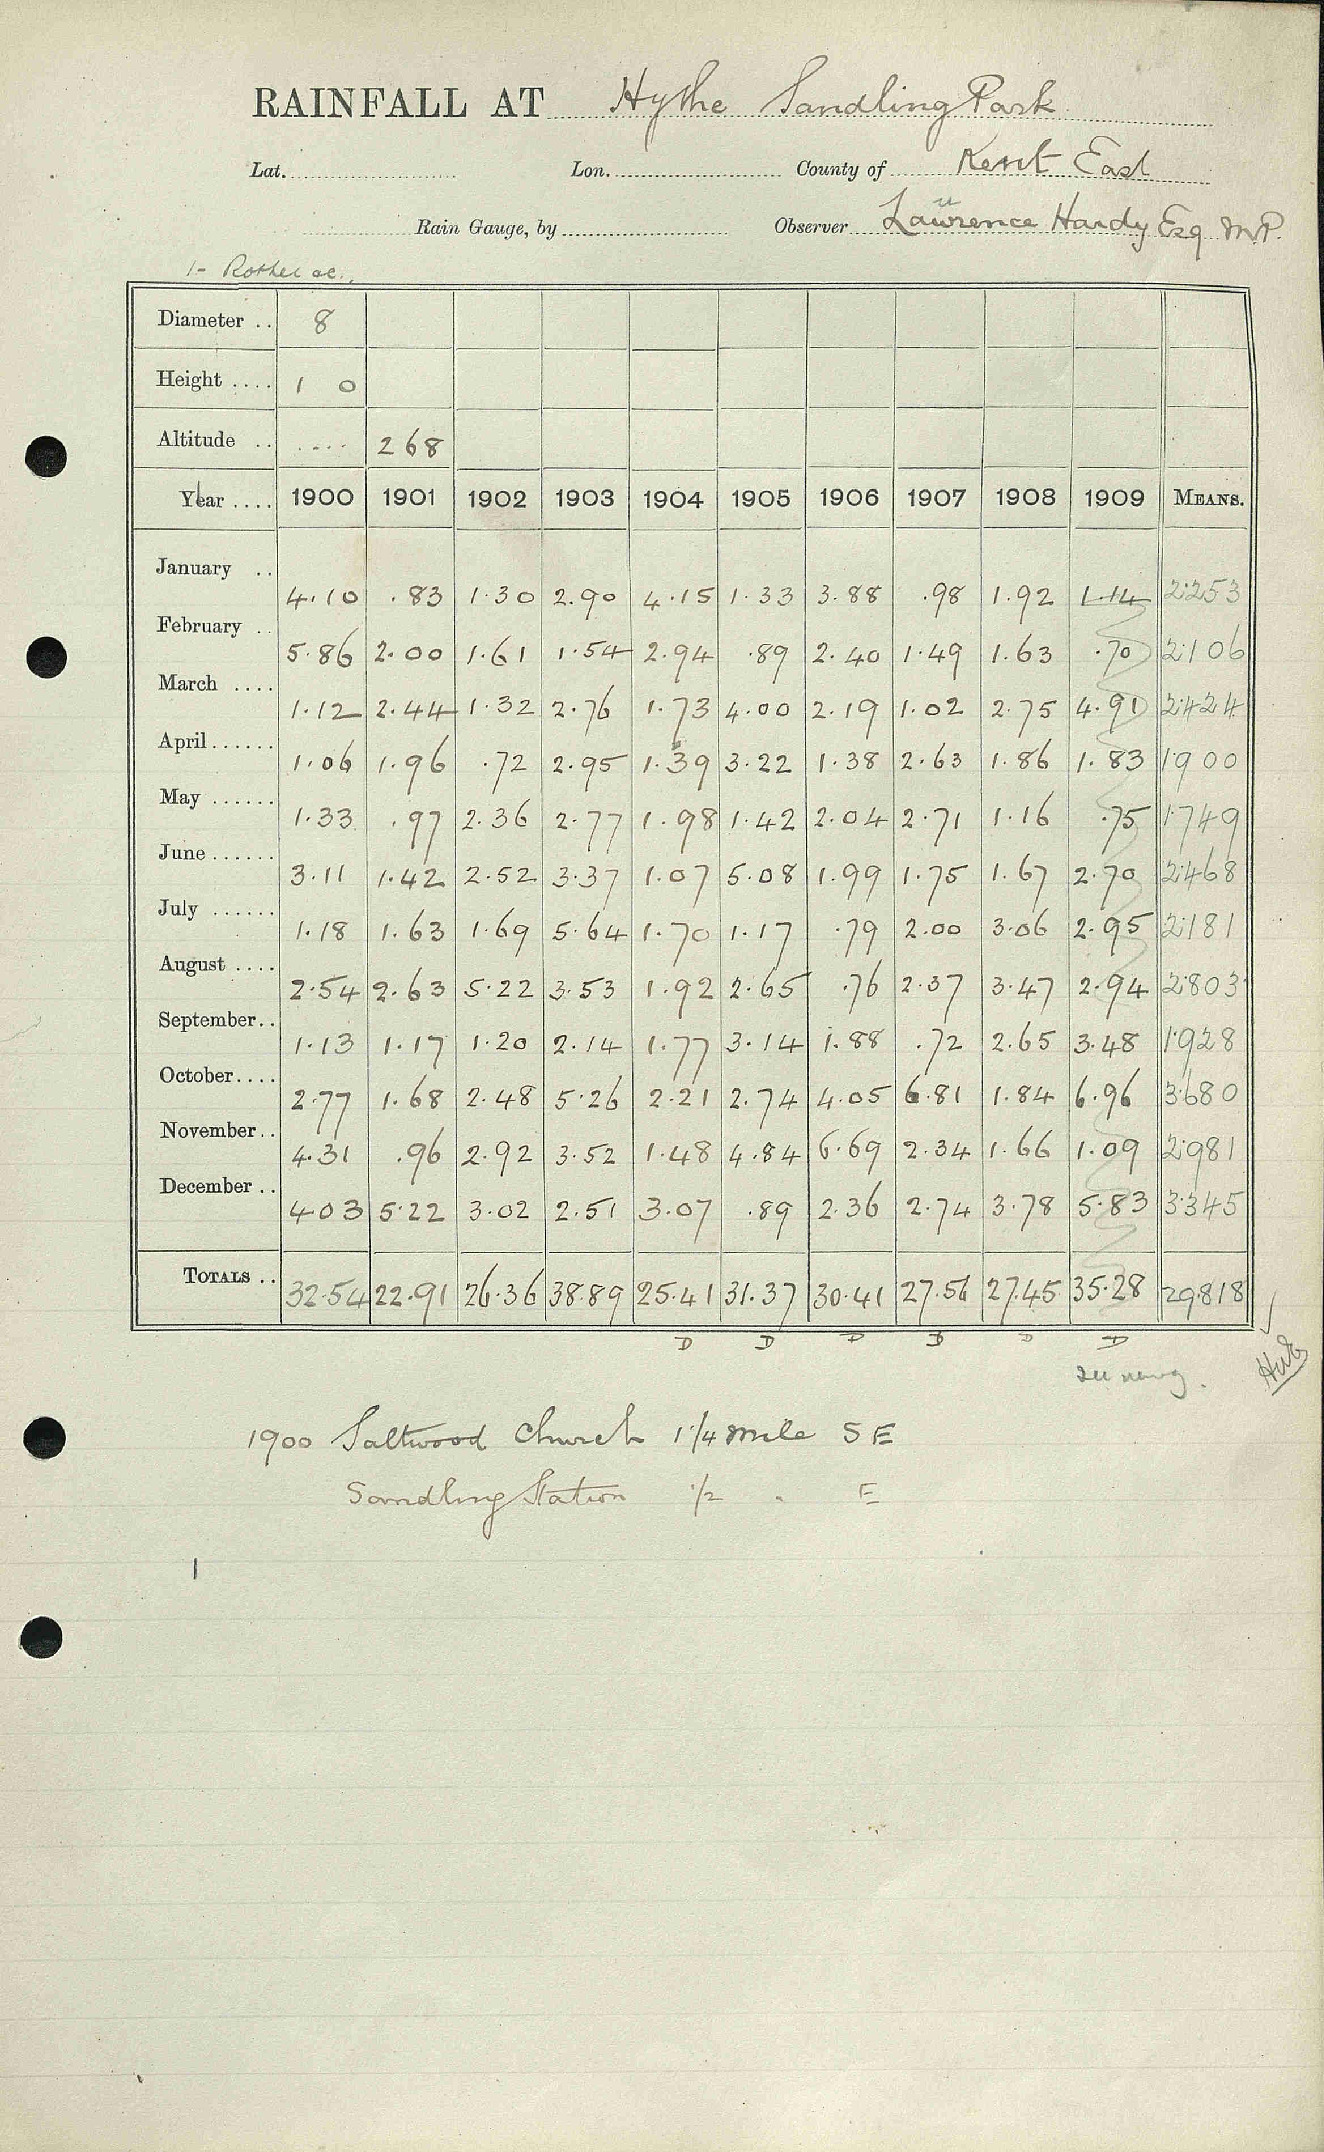 RAINFALL AT Hythe Sandling Park
Lat. Lon. County of Kent East
Rain Gauge, by Observer Lawrence Hardy Esq M.P.
1- Rother &c.
Diameter .. 8
Height .... 1 0
Altitude .. .... 268
Year .... 1900 1901 1902 1903 1904 1905 1906 1907 1908 1909 MEANS.
January .. 4.10 .83 1.30 2.90 4.15 1.33 3.88 .98 1.92 1.14 2.253
February .. 5.86 2.00 1.61 1.54 2.94 .89 2.40 1.49 1.63 .70 2.106
March .... 1.12 2.44 1.32 2.76 1.73 4.00 2.19 1.02 2.75 4.91 2.424
April...... 1.06 1.96 .72 2.95 1.39 3.22 1.38 2.63 1.86 1.83 1.900
May ...... 1.33 .97 2.36 2.77 1.98 1.42 2.04 2.71 1.16 .75 1.749
June...... 3.11 1.42 2.52 3.37 1.07 5.08 1.99 1.75 1.67 2.70 2.468
July ...... 1.18 1.63 1.69 5.64 1.70 1.17 .79 2.00 3.06 2.95 2.181
August .... 2.54 2.63 5.22 3.53 1.92 2.65 .76 2.37 3.47 2.94 2.803
September.. 1.13 1.17 1.20 2.14 1.77 3.14 1.88 .72 2.65 3.48 1.928
October.... 2.77 1.68 2.48 5.26 2.21 2.74 4.05 6.81 1.84 6.96 3.680
November.. 4.31 .96 2.92 3.52 1.48 4.84 6.69 2.34 1.66 1.09 2.981
December .. 4.03 5.22 3.02 2.51 3.07 .89 2.36 2.74 3.78 5.83 3.345
TOTALS .. 32.54 22.91 26.36 38.89 25.41 31.37 30.41 27.56 27.45 35.28 29.818
D D D D D D
1900 Saltwood Church 1 1/4 mile S E
Sandling Station 1/2 . E